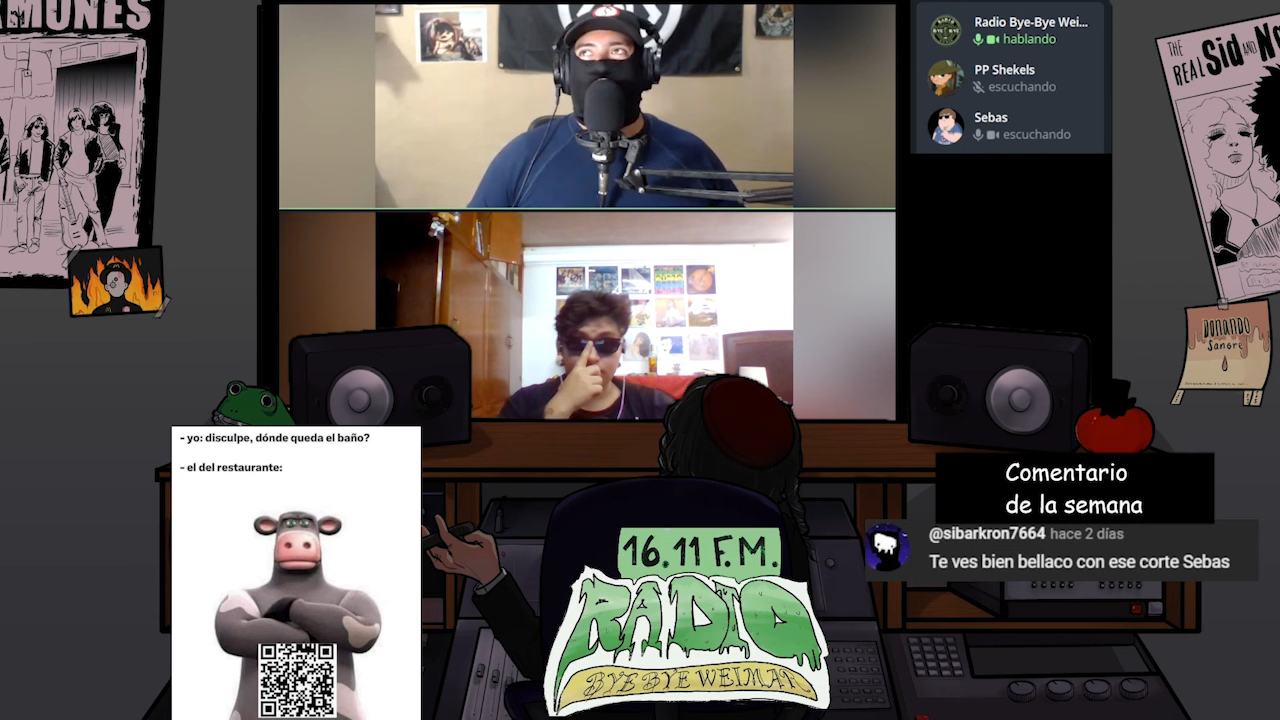 RMONES
THE
REAL Sid AND N
Radio Bye-Bye Wei...
hablando
PP Shekels
escuchando
Sebas
escuchando
DONANDO
Sangre
- yo: disculpe, dónde queda el baño?
- el del restaurante:
Comentario
de la semana
@sibarkron7664 hace 2 días
Te ves bien bellaco con ese corte Sebas
16.11 F.M.
RADIO
BYE BYE WEIMAR